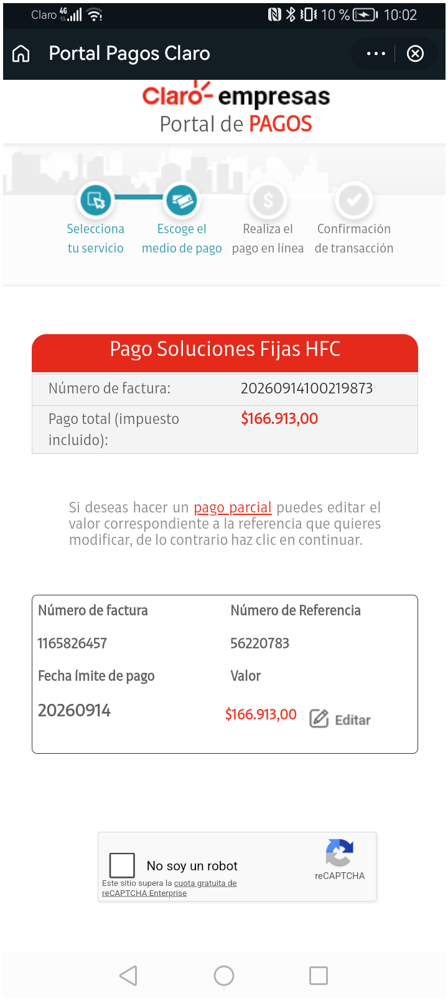 Claro 4G 10 % 10:02
Portal Pagos Claro
Claro empresas
Portal de PAGOS
Selecciona tu servicio
Escoge el medio de pago
Realiza el pago en línea
Confirmación de transacción
Pago Soluciones Fijas HFC
Número de factura: 20260914100219873
Pago total (impuesto incluido): $166.913,00
Si deseas hacer un pago parcial puedes editar el
valor correspondiente a la referencia que quieres
modificar, de lo contrario haz clic en continuar.
Número de factura Número de Referencia
1165826457 56220783
Fecha ímite de pago Valor
20260914 $166.913,00 Editar
No soy un robot
reCAPTCHA
Este sitio supera la cuota gratuita de
reCAPTCHA Enterprise